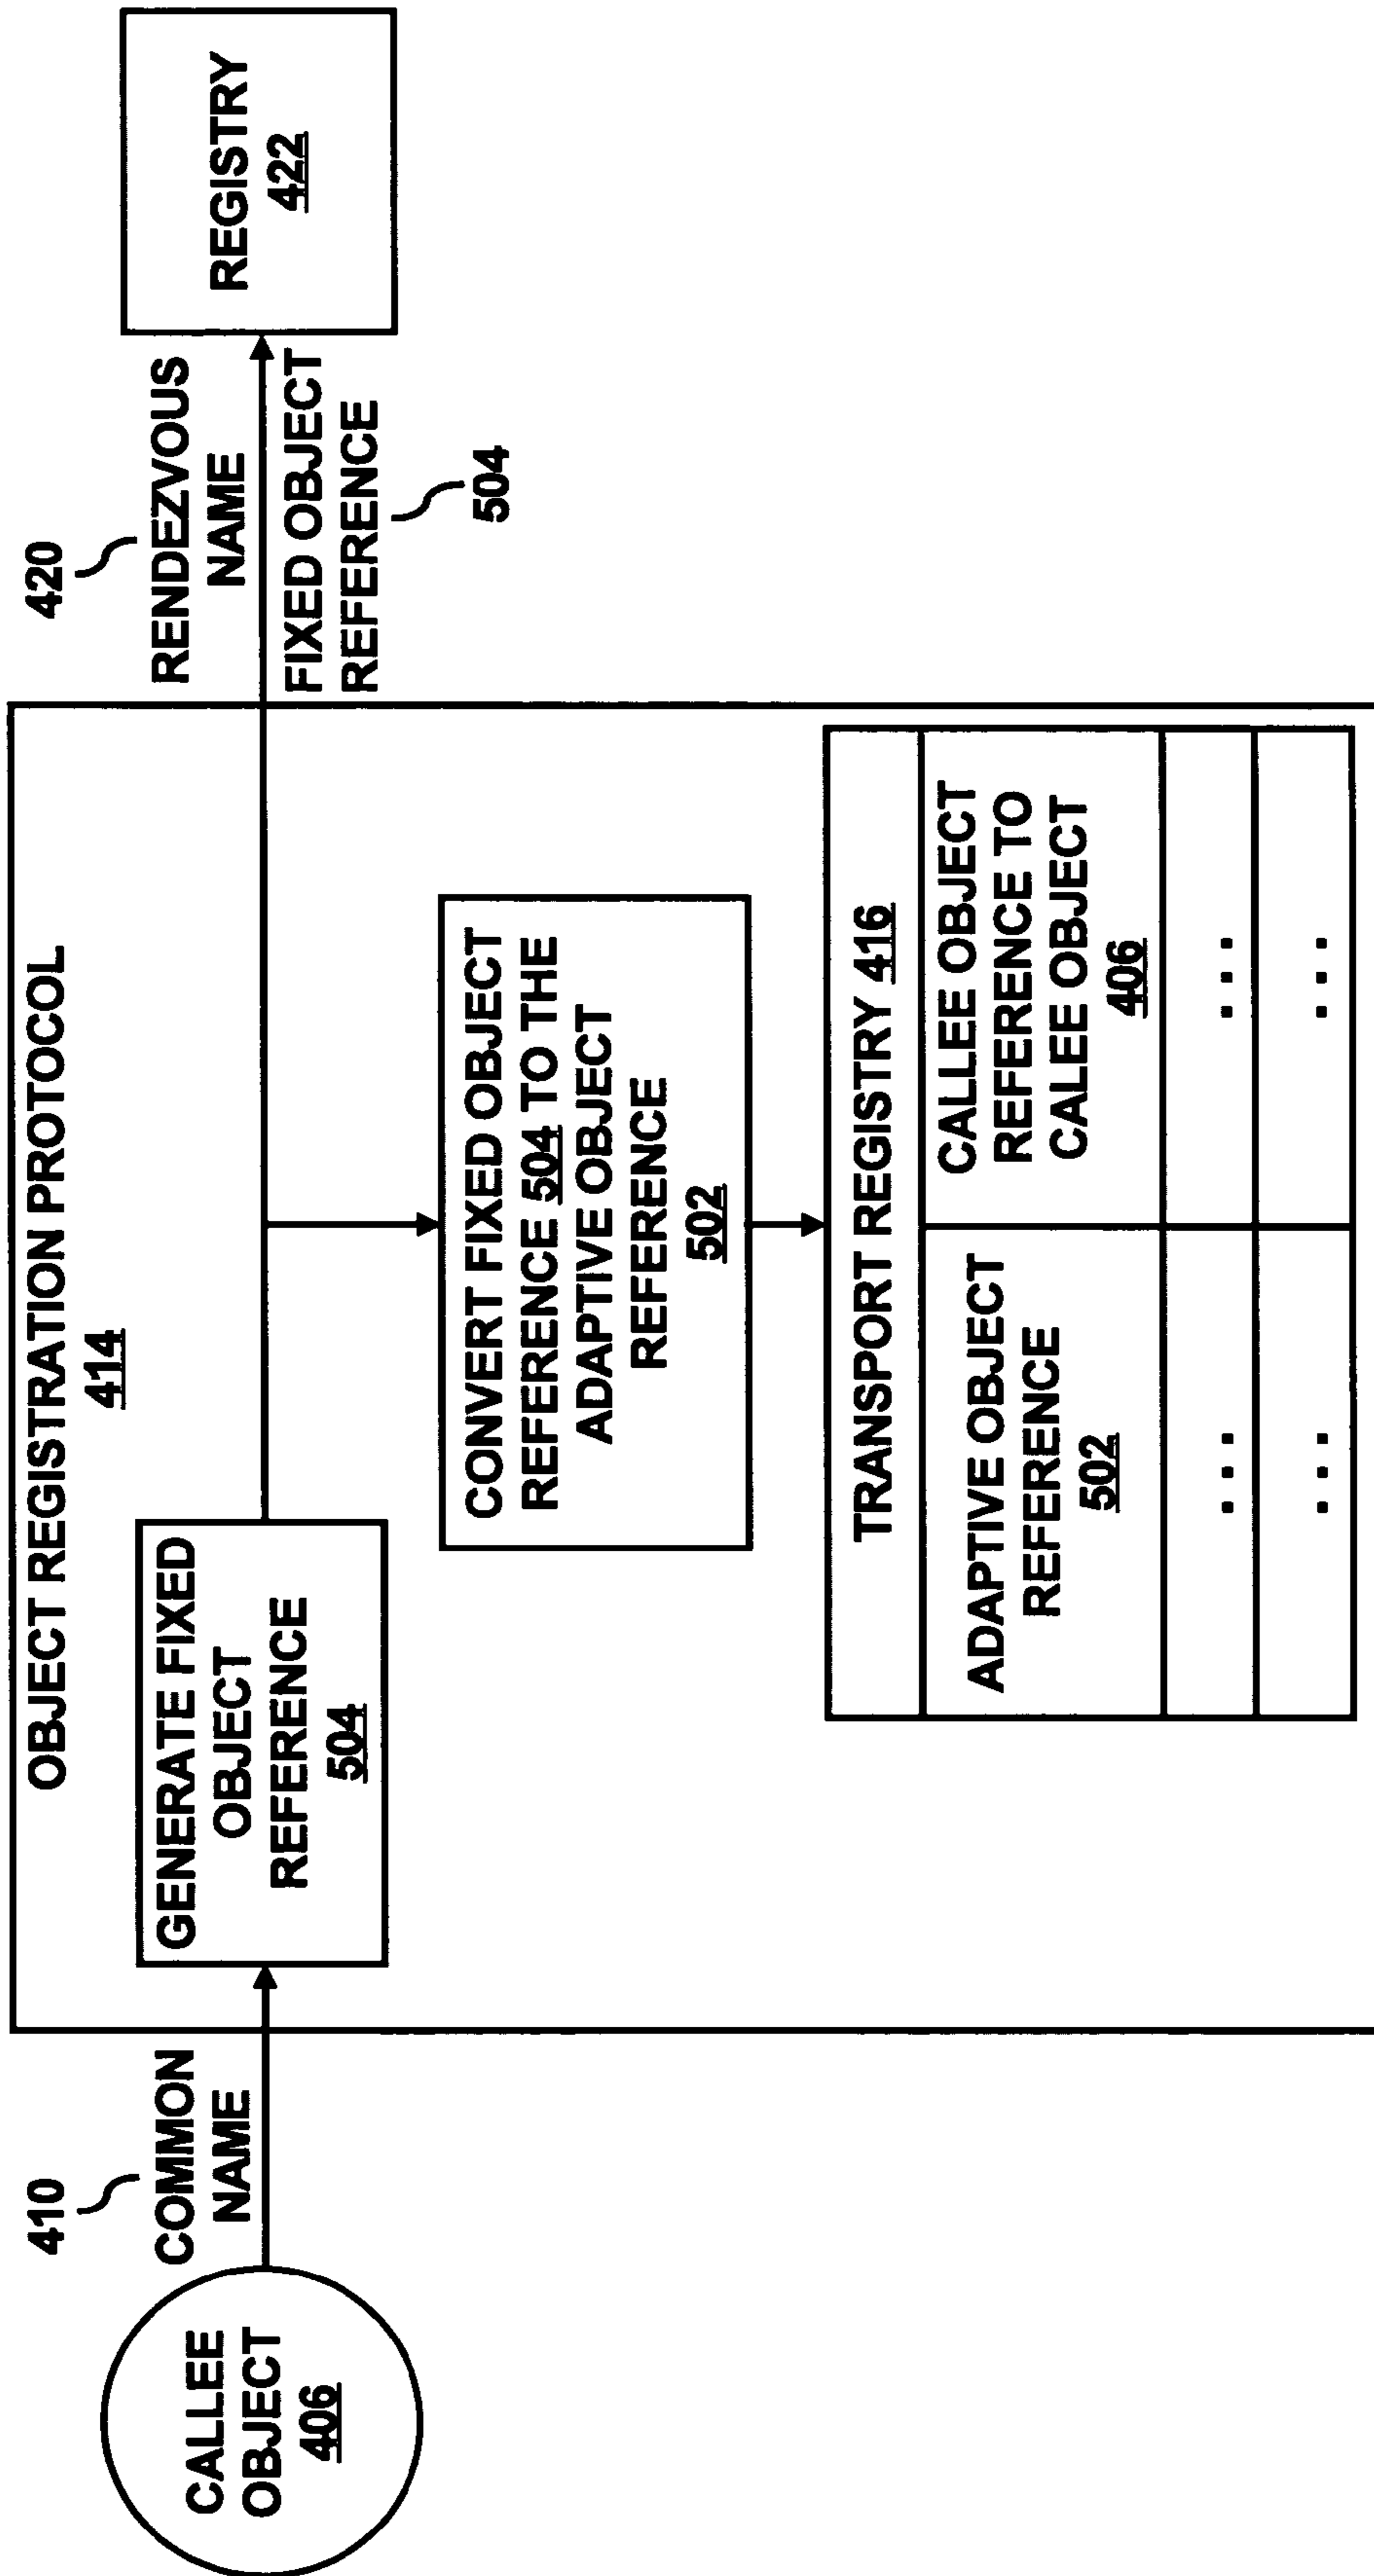 410
COMMON
NAME
CALLEE
OBJECT
406
OBJECT REGISTRATION PROTOCOL
414
GENERATE FIXED
OBJECT
REFERENCE
504
CONVERT FIXED OBJECT
REFERENCE 504 TO THE
ADAPTIVE OBJECT
REFERENCE
502
TRANSPORT REGISTRY 416
ADAPTIVE OBJECT
REFERENCE
502
CALLEE OBJECT
REFERENCE TO
CALEE OBJECT
406
...
...
...
...
420
RENDEZVOUS
NAME
FIXED OBJECT
REFERENCE
504
REGISTRY
422